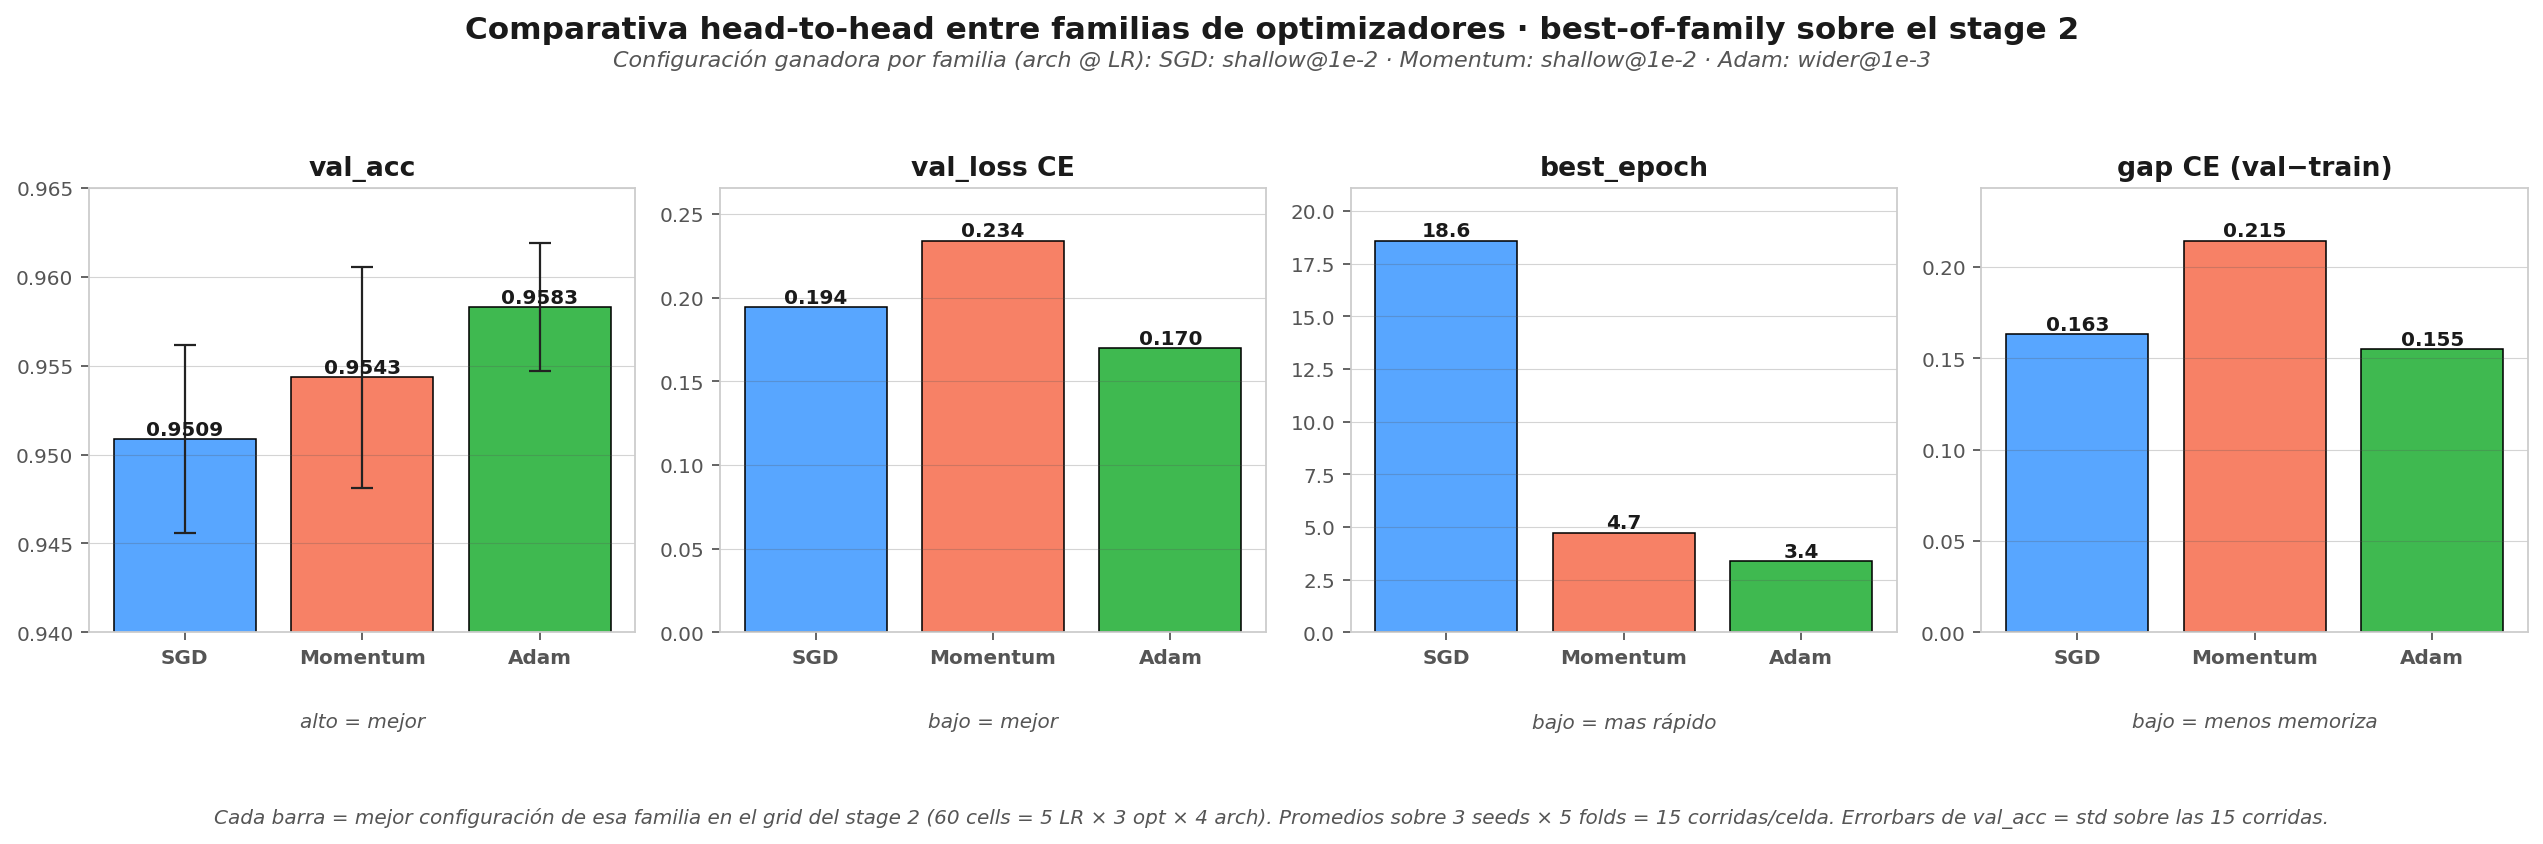 Comparativa head-to-head entre familias de optimizadores · best-of-family sobre el stage 2
Configuración ganadora por familia (arch @ LR): SGD: shallow@1e-2 · Momentum: shallow@1e-2 · Adam: wider@1e-3
val_acc
0.965
0.960
0.955
0.950
0.945
0.940
0.9509
0.9543
0.9583
SGD
Momentum
Adam
alto = mejor
val_loss CE
0.25
0.20
0.15
0.10
0.05
0.00
0.194
0.234
0.170
SGD
Momentum
Adam
bajo = mejor
best_epoch
20.0
17.5
15.0
12.5
10.0
7.5
5.0
2.5
0.0
18.6
4.7
3.4
SGD
Momentum
Adam
bajo = mas rápido
gap CE (val−train)
0.20
0.15
0.10
0.05
0.00
0.163
0.215
0.155
SGD
Momentum
Adam
bajo = menos memoriza
Cada barra = mejor configuración de esa familia en el grid del stage 2 (60 cells = 5 LR × 3 opt × 4 arch). Promedios sobre 3 seeds × 5 folds = 15 corridas/celda. Errorbars de val_acc = std sobre las 15 corridas.